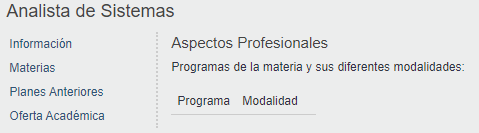 Analista de Sistemas
Información
Materias
Planes Anteriores
Oferta Académica
Aspectos Profesionales
Programas de la materia y sus diferentes modalidades:
Programa Modalidad